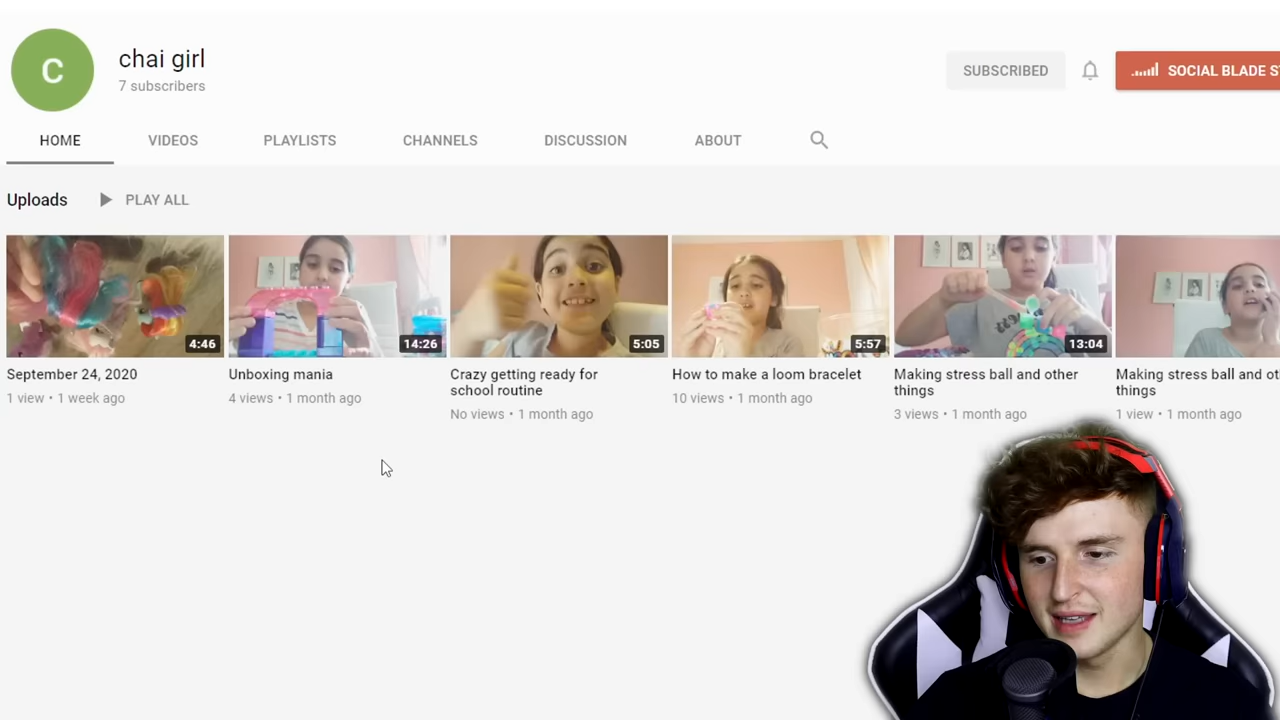 C
chai girl
7 subscribers
SUBSCRIBED
SOCIAL BLADE
HOME
VIDEOS
PLAYLISTS
CHANNELS
DISCUSSION
ABOUT
Uploads
PLAY ALL
4:46
14:26
5:05
5:57
13:04
September 24, 2020
1 view • 1 week ago
Unboxing mania
4 views • 1 month ago
Crazy getting ready for
school routine
No views • 1 month ago
How to make a loom bracelet
10 views • 1 month ago
Making stress ball and other
things
3 views • 1 month ago
Making stress ball and
things
1 view • 1 month ago